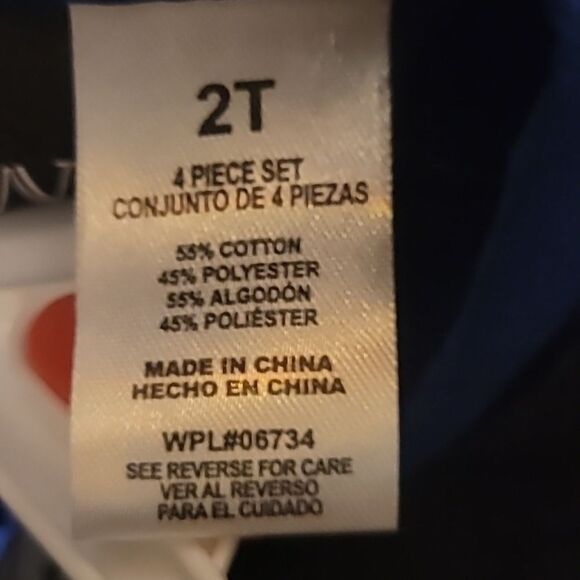 2T
4 PIECE SET
CONJUNTO DE 4 PIEZAS
55% COTTON
45% POLYESTER
55% ALGODÓN
45% POLIÉSTER
MADE IN CHINA
HECHO EN CHINA
WPL#06734
SEE REVERSE FOR CARE
VER AL REVERSO
PARA EL CUIDADO